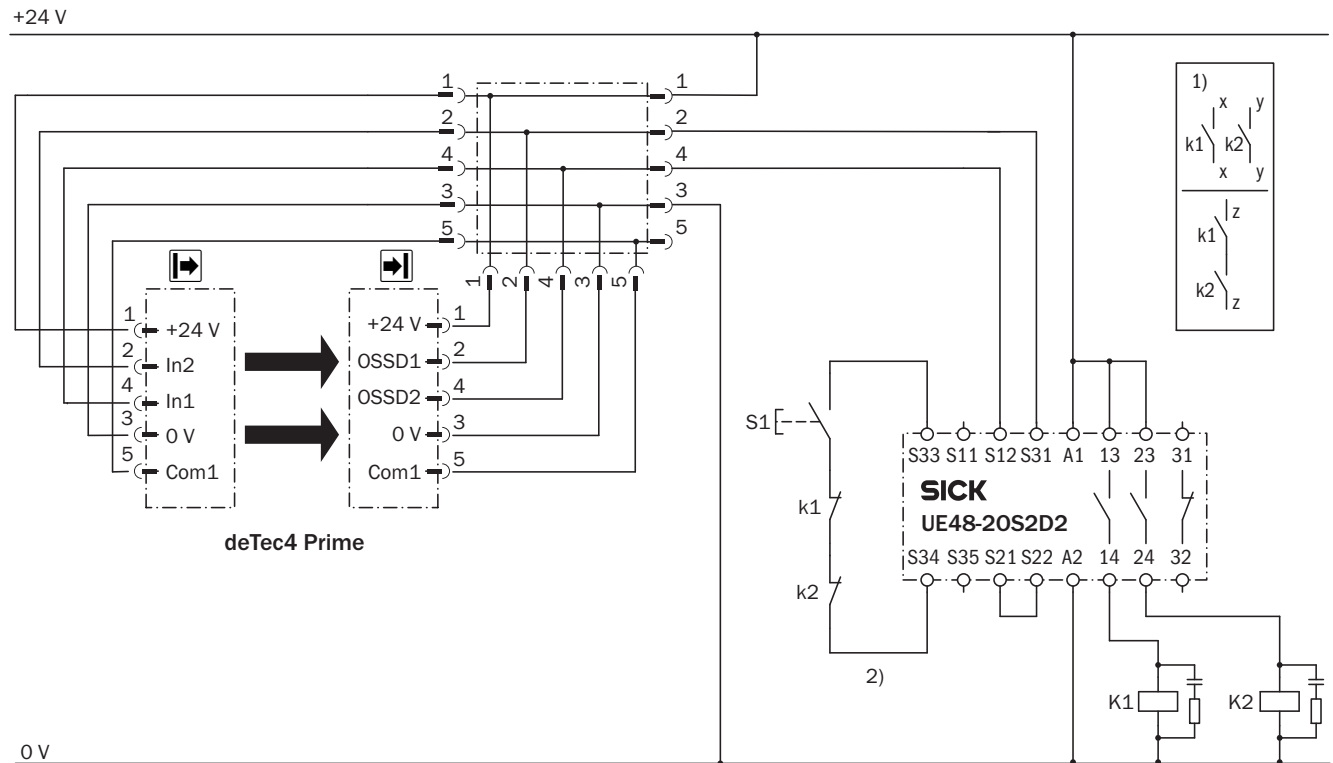 +24 V
1
1
2
2
4
4
3
3
5
5
1 2 4 3 5
1)
x y
k1 k2
x y
z
k1
k2
z
1 +24 V
2 In2
4 In1
3 0 V
5 Com1
+24 V 1
OSSD1 2
OSSD2 4
0 V 3
Com1 5
deTec4 Prime
S1
k1
k2
2)
S33 S11 S12 S31 A1 13 23 31
SICK
UE48-20S2D2
S34 S35 S21 S22 A2 14 24 32
K1
K2
0 V